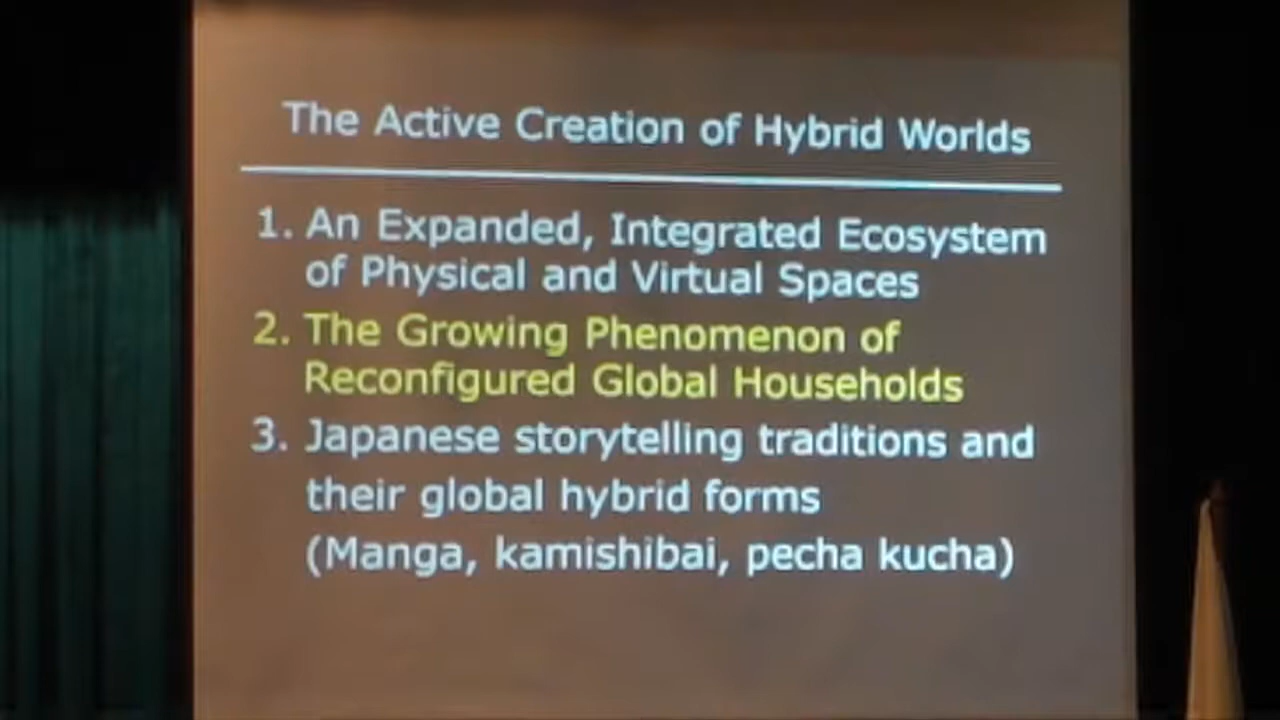 The Active Creation of Hybrid Worlds
1. An Expanded, Integrated Ecosystem
of Physical and Virtual Spaces
2. The Growing Phenomenon of
Reconfigured Global Households
3. Japanese storytelling traditions and
their global hybrid forms
(Manga, kamishibai, pecha kucha)